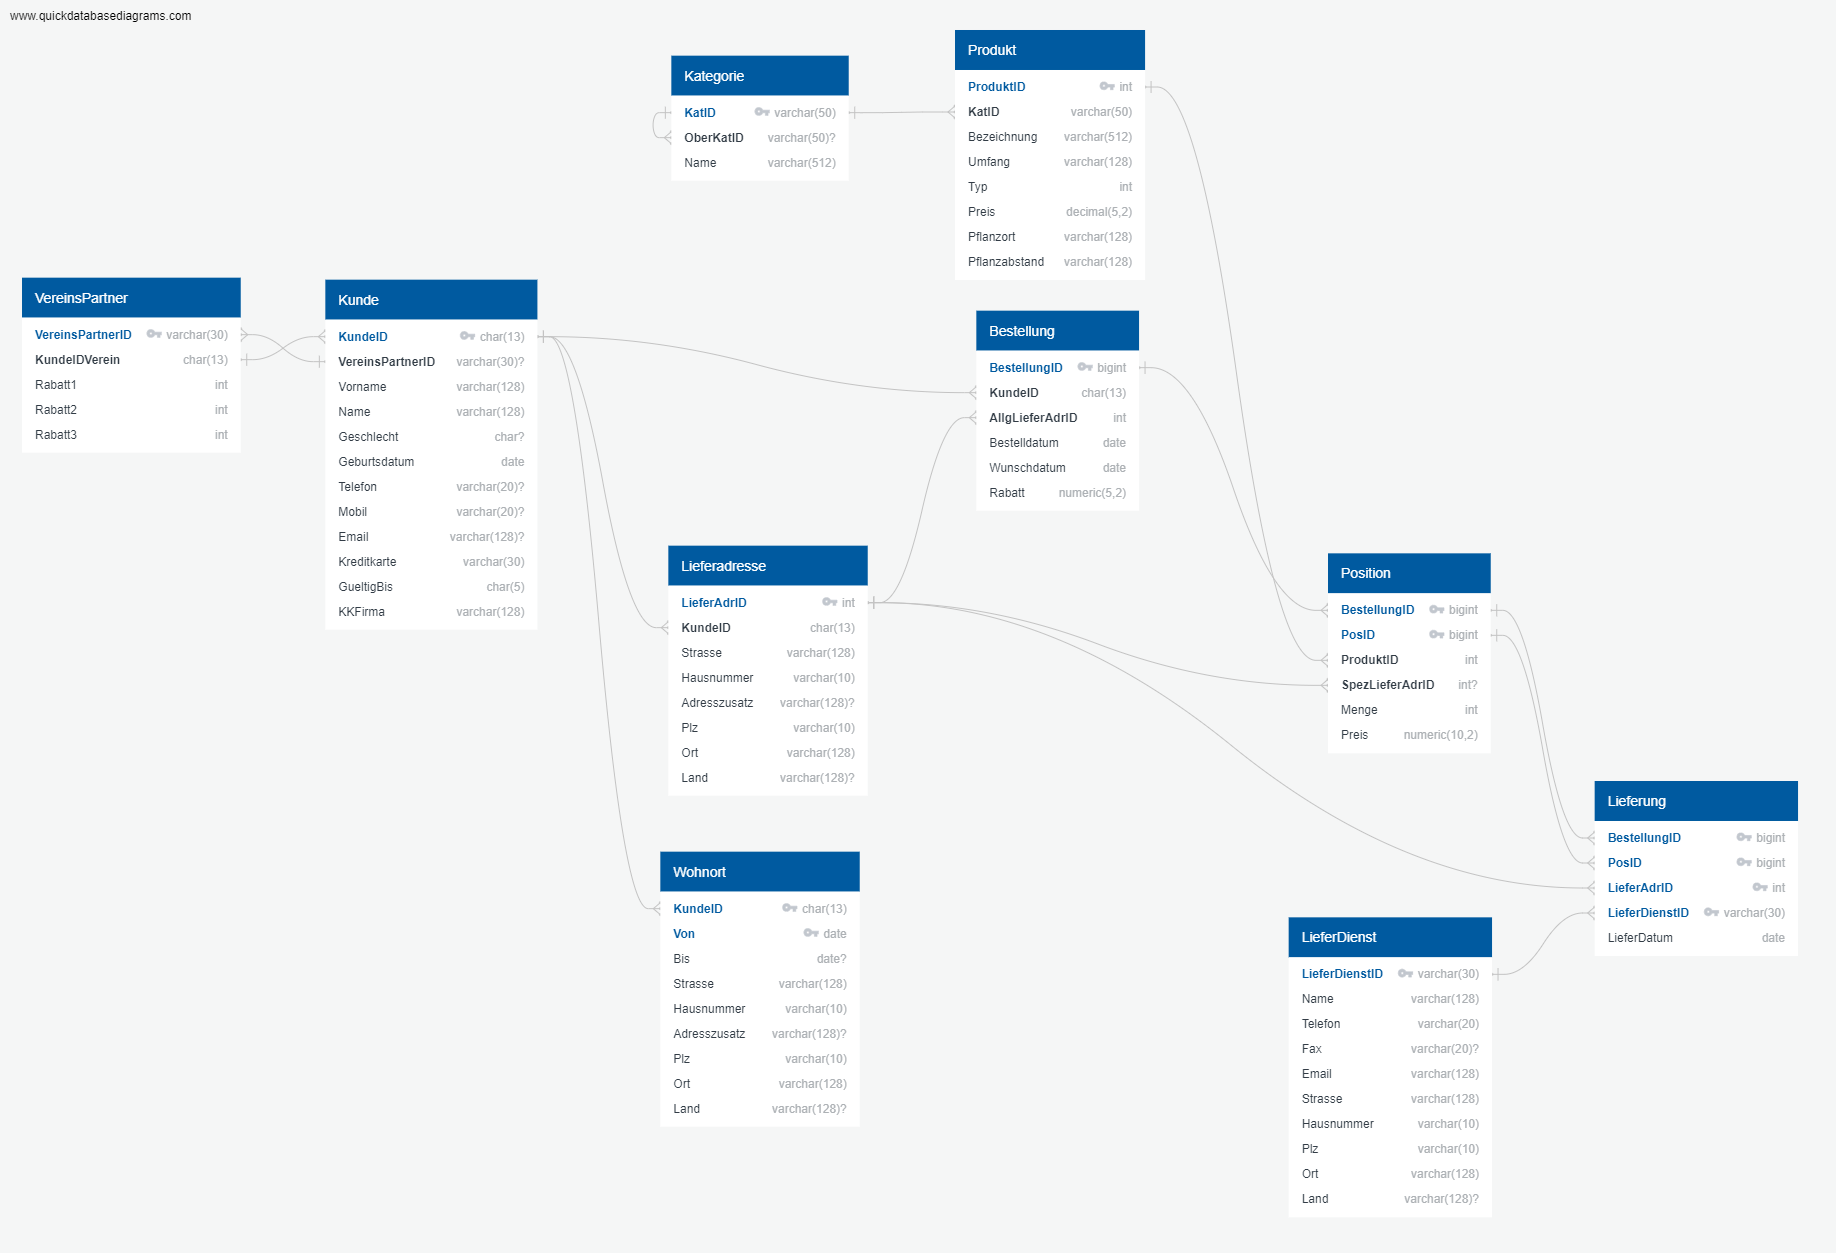 www.quickdatabasediagrams.com
Kategorie
KatID varchar(50)
OberKatID varchar(50)?
Name varchar(512)
Produkt
ProduktID int
KatID varchar(50)
Bezeichnung varchar(512)
Umfang varchar(128)
Typ int
Preis decimal(5,2)
Pflanzort varchar(128)
Pflanzabstand varchar(128)
VereinsPartner
VereinsPartnerID varchar(30)
KundeIDVerein char(13)
Rabatt1 int
Rabatt2 int
Rabatt3 int
Kunde
KundeID char(13)
VereinsPartnerID varchar(30)?
Vorname varchar(128)
Name varchar(128)
Geschlecht char?
Geburtsdatum date
Telefon varchar(20)?
Mobil varchar(20)?
Email varchar(128)?
Kreditkarte varchar(30)
GueltigBis char(5)
KKFirma varchar(128)
Bestellung
BestellungID bigint
KundeID char(13)
AllgLieferAdrID int
Bestelldatum date
Wunschdatum date
Rabatt numeric(5,2)
Lieferadresse
LieferAdrID int
KundeID char(13)
Strasse varchar(128)
Hausnummer varchar(10)
Adresszusatz varchar(128)?
Plz varchar(10)
Ort varchar(128)
Land varchar(128)?
Position
BestellungID bigint
PosID bigint
ProduktID int
SpezLieferAdrID int?
Menge int
Preis numeric(10,2)
Lieferung
BestellungID bigint
PosID bigint
LieferAdrID int
LieferDienstID varchar(30)
LieferDatum date
Wohnort
KundeID char(13)
Von date
Bis date?
Strasse varchar(128)
Hausnummer varchar(10)
Adresszusatz varchar(128)?
Plz varchar(10)
Ort varchar(128)
Land varchar(128)?
LieferDienst
LieferDienstID varchar(30)
Name varchar(128)
Telefon varchar(20)
Fax varchar(20)?
Email varchar(128)
Strasse varchar(128)
Hausnummer varchar(10)
Plz varchar(10)
Ort varchar(128)
Land varchar(128)?